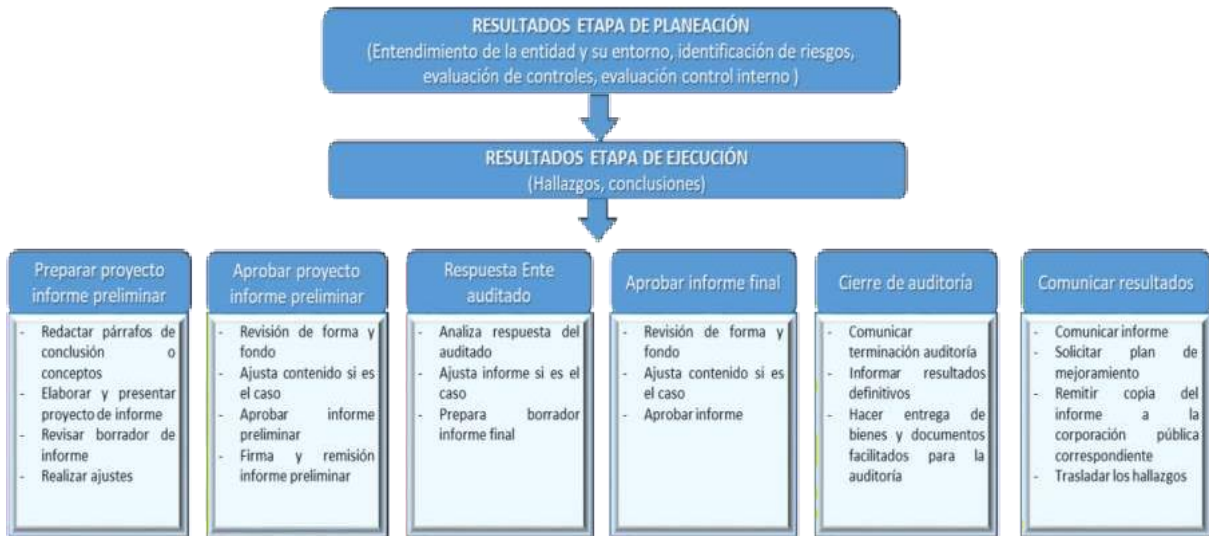 RESULTADOS ETAPA DE PLANEACIÓN
(Entendimiento de la entidad y su entorno, identificación de riesgos,
evaluación de controles, evaluación control interno )
RESULTADOS ETAPA DE EJECUCIÓN
(Hallazgos, conclusiones)
Preparar proyecto
informe preliminar
- Redactar párrafos de
conclusión o
conceptos
- Elaborar y presentar
proyecto de informe
- Revisar borrador de
informe
- Realizar ajustes
Aprobar proyecto
informe preliminar
- Revisión de forma y
fondo
- Ajusta contenido si es
el caso
- Aprobar informe
preliminar
- Firma y remisión
informe preliminar
Respuesta Ente
auditado
- Analiza respuesta del
auditado
- Ajusta informe si es el
caso
- Prepara borrador
informe final
Aprobar informe final
- Revisión de forma y
fondo
- Ajusta contenido si es
el caso
- Aprobar informe
Cierre de auditoría
- Comunicar
terminación auditoría
- Informar resultados
definitivos
- Hacer entrega de
bienes y documentos
facilitados para la
auditoría
Comunicar resultados
- Comunicar informe
- Solicitar plan de
mejoramiento
- Remitir copia del
informe a la
corporación pública
correspondiente
- Trasladar los hallazgos